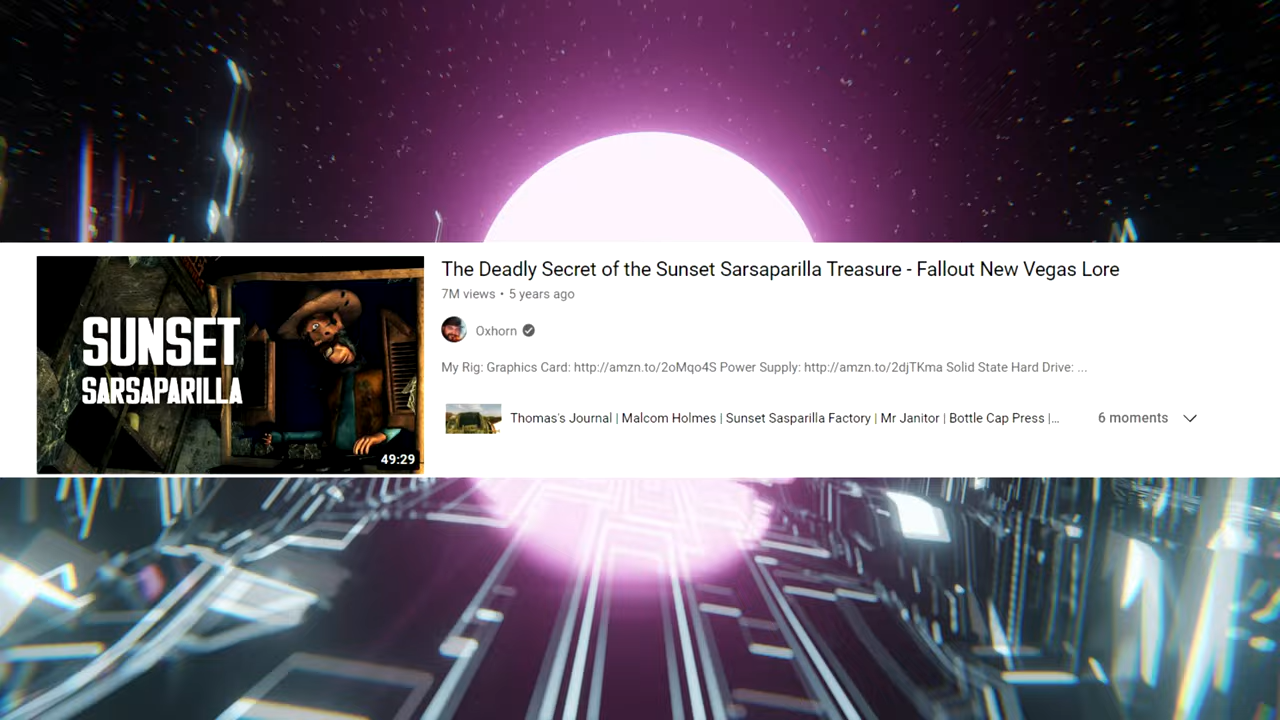 The Deadly Secret of the Sunset Sarsaparilla Treasure - Fallout New Vegas Lore
7M views • 5 years ago
Oxhorn
My Rig: Graphics Card: http://amzn.to/2oMqo4S Power Supply: http://amzn.to/2djTKma Solid State Hard Drive: ...
Thomas's Journal | Malcom Holmes | Sunset Sasparilla Factory | Mr Janitor | Bottle Cap Press |...
6 moments
SUNSET
SARSAPARILLA
49:29